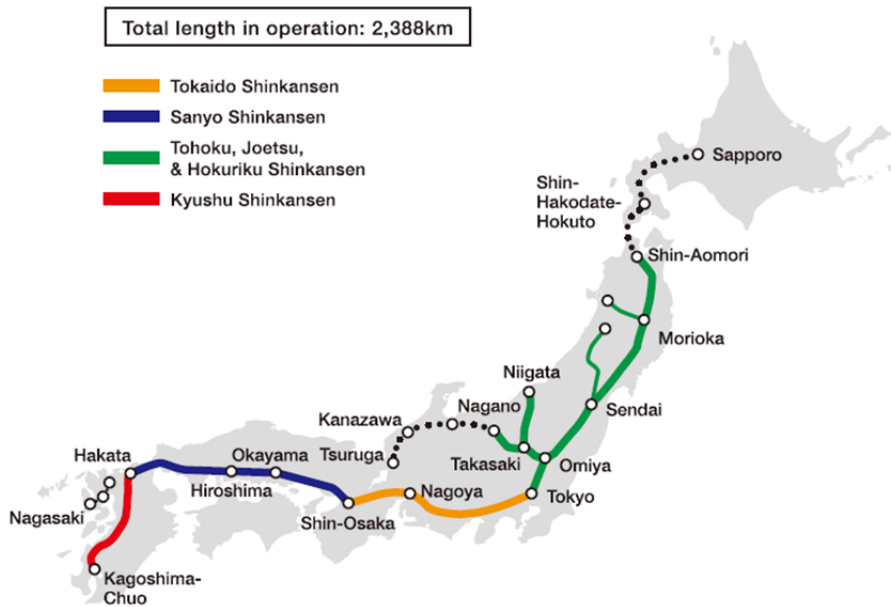 Total length in operation: 2,388km
Tokaido Shinkansen
Sanyo Shinkansen
Tohoku, Joetsu,
& Hokuriku Shinkansen
Kyushu Shinkansen
Sapporo
Shin-
Hakodate-
Hokuto
Shin-Aomori
Morioka
Niigata
Sendai
Nagano
Kanazawa
Tsuruga
Takasaki
Omiya
Hakata
Okayama
Hiroshima
Nagoya
Tokyo
Nagasaki
Shin-Osaka
Kagoshima-
Chuo